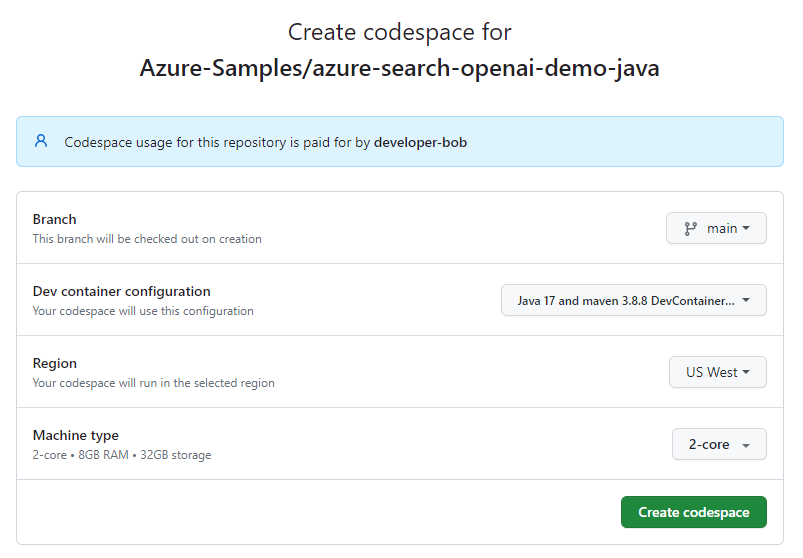 Create codespace for
Azure-Samples/azure-search-openai-demo-java
Codespace usage for this repository is paid for by developer-bob
Branch
This branch will be checked out on creation
main
Dev container configuration
Your codespace will use this configuration
Java 17 and maven 3.8.8 DevContainer...
Region
Your codespace will run in the selected region
US West
Machine type
2-core • 8GB RAM • 32GB storage
2-core
Create codespace